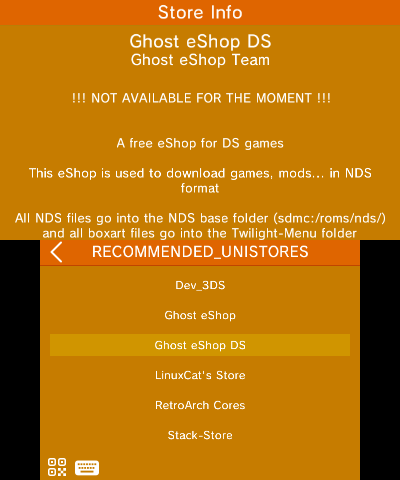 Store Info
Ghost eShop DS
Ghost eShop Team
!!! NOT AVAILABLE FOR THE MOMENT !!!
A free eShop for DS games
This eShop is used to download games, mods... in NDS
format
All NDS files go into the NDS base folder (sdmc:/roms/nds/)
and all boxart files go into the Twilight-Menu folder
RECOMMENDED_UNISTORES
Dev_3DS
Ghost eShop
Ghost eShop DS
LinuxCat's Store
RetroArch Cores
Stack-Store